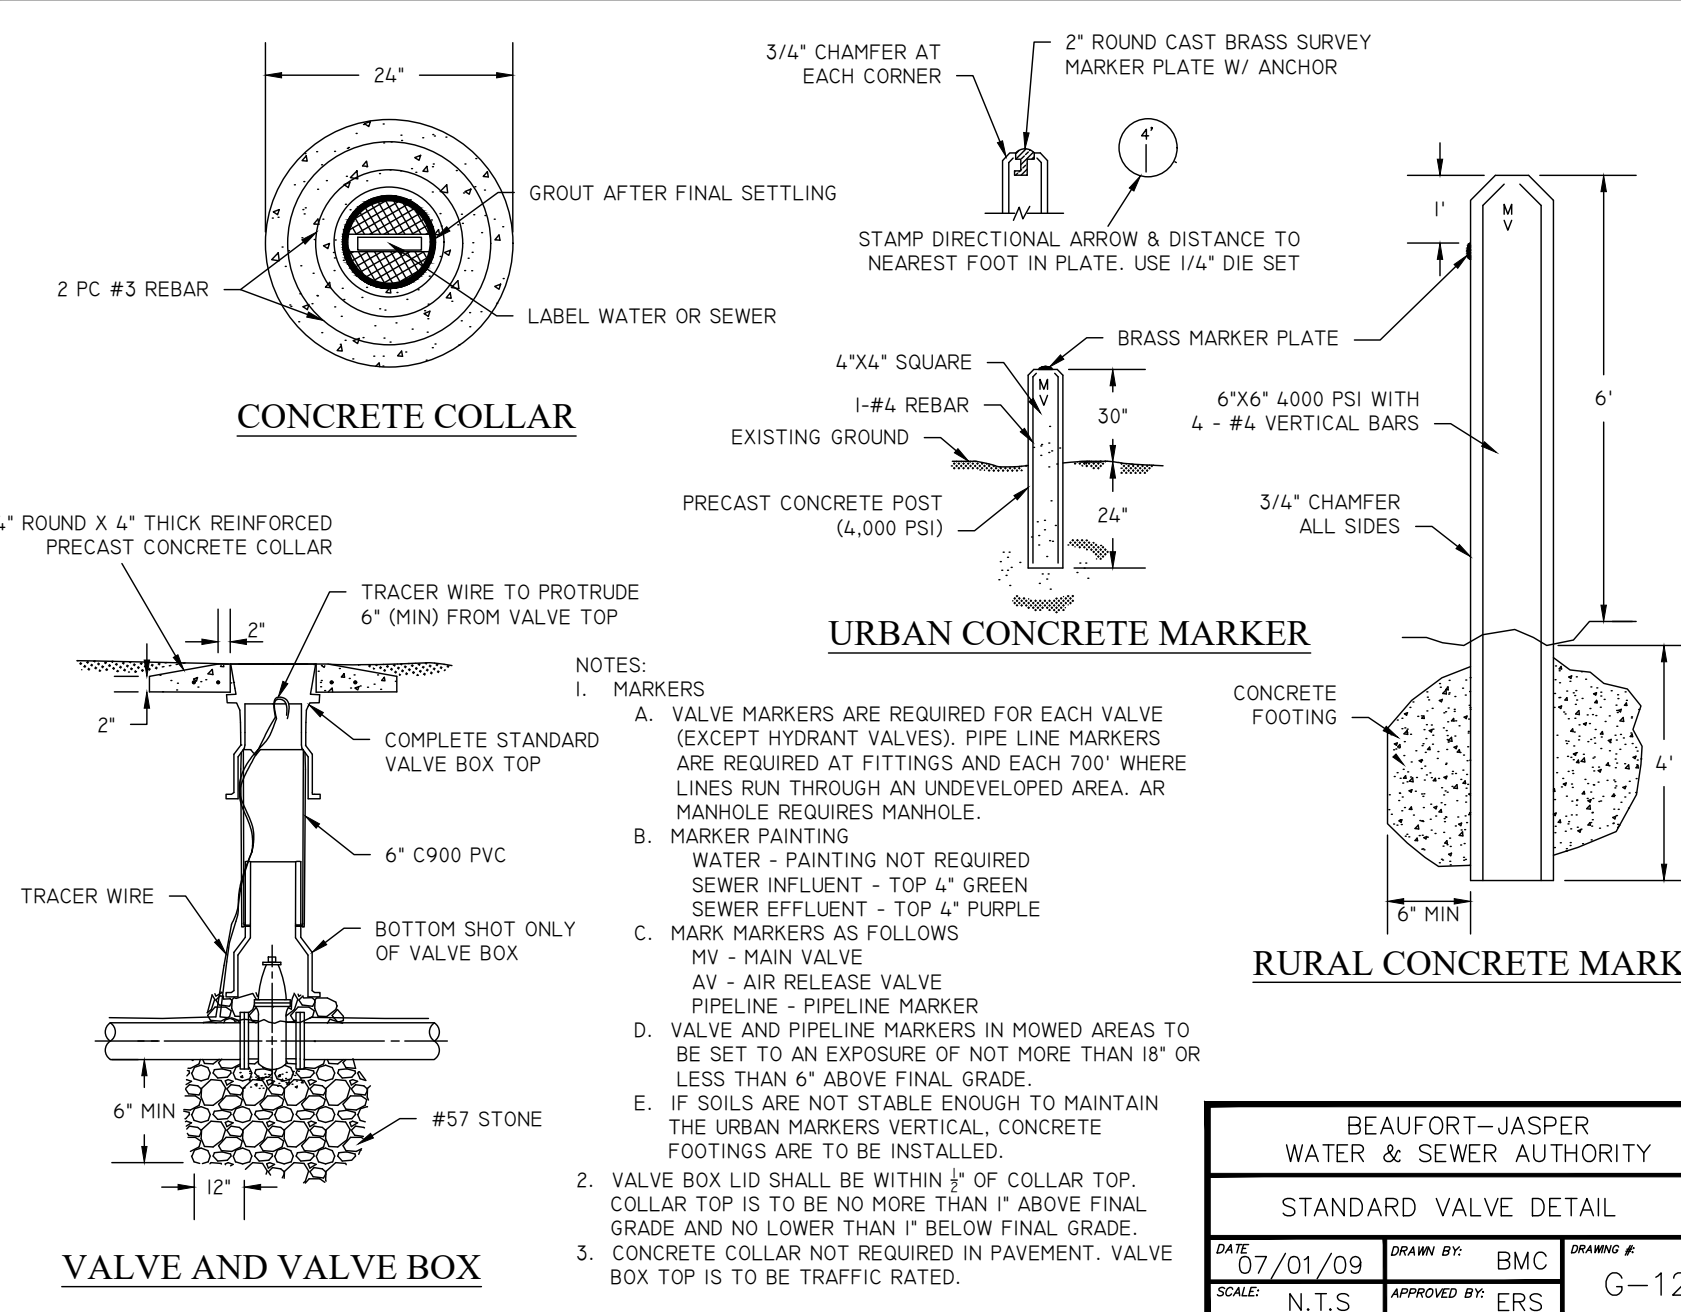 24"
GROUT AFTER FINAL SETTLING
2 PC #3 REBAR
LABEL WATER OR SEWER
CONCRETE COLLAR
3/4" CHAMFER AT
EACH CORNER
2" ROUND CAST BRASS SURVEY
MARKER PLATE W/ ANCHOR
4'
STAMP DIRECTIONAL ARROW & DISTANCE TO
NEAREST FOOT IN PLATE. USE 1/4" DIE SET
BRASS MARKER PLATE
4"X4" SQUARE
1-#4 REBAR
EXISTING GROUND
PRECAST CONCRETE POST
(4,000 PSI)
M
V
30"
24"
URBAN CONCRETE MARKER
1'
M
V
6'
6"X6" 4000 PSI WITH
4 - #4 VERTICAL BARS
3/4" CHAMFER
ALL SIDES
CONCRETE
FOOTING
4'
6" MIN
RURAL CONCRETE MARK
4" ROUND X 4" THICK REINFORCED
PRECAST CONCRETE COLLAR
TRACER WIRE TO PROTRUDE
6" (MIN) FROM VALVE TOP
2"
2"
COMPLETE STANDARD
VALVE BOX TOP
6" C900 PVC
TRACER WIRE
BOTTOM SHOT ONLY
OF VALVE BOX
6" MIN
#57 STONE
12"
VALVE AND VALVE BOX
NOTES:
1. MARKERS
A. VALVE MARKERS ARE REQUIRED FOR EACH VALVE
(EXCEPT HYDRANT VALVES). PIPE LINE MARKERS
ARE REQUIRED AT FITTINGS AND EACH 700' WHERE
LINES RUN THROUGH AN UNDEVELOPED AREA. AR
MANHOLE REQUIRES MANHOLE.
B. MARKER PAINTING
WATER - PAINTING NOT REQUIRED
SEWER INFLUENT - TOP 4" GREEN
SEWER EFFLUENT - TOP 4" PURPLE
C. MARK MARKERS AS FOLLOWS
MV - MAIN VALVE
AV - AIR RELEASE VALVE
PIPELINE - PIPELINE MARKER
D. VALVE AND PIPELINE MARKERS IN MOWED AREAS TO
BE SET TO AN EXPOSURE OF NOT MORE THAN 18" OR
LESS THAN 6" ABOVE FINAL GRADE.
E. IF SOILS ARE NOT STABLE ENOUGH TO MAINTAIN
THE URBAN MARKERS VERTICAL, CONCRETE
FOOTINGS ARE TO BE INSTALLED.
2. VALVE BOX LID SHALL BE WITHIN ½" OF COLLAR TOP.
COLLAR TOP IS TO BE NO MORE THAN 1" ABOVE FINAL
GRADE AND NO LOWER THAN 1" BELOW FINAL GRADE.
3. CONCRETE COLLAR NOT REQUIRED IN PAVEMENT. VALVE
BOX TOP IS TO BE TRAFFIC RATED.
BEAUFORT-JASPER
WATER & SEWER AUTHORITY
STANDARD VALVE DETAIL
DATE 07/01/09
DRAWN BY: BMC
DRAWING #:
G-12
SCALE: N.T.S
APPROVED BY: ERS